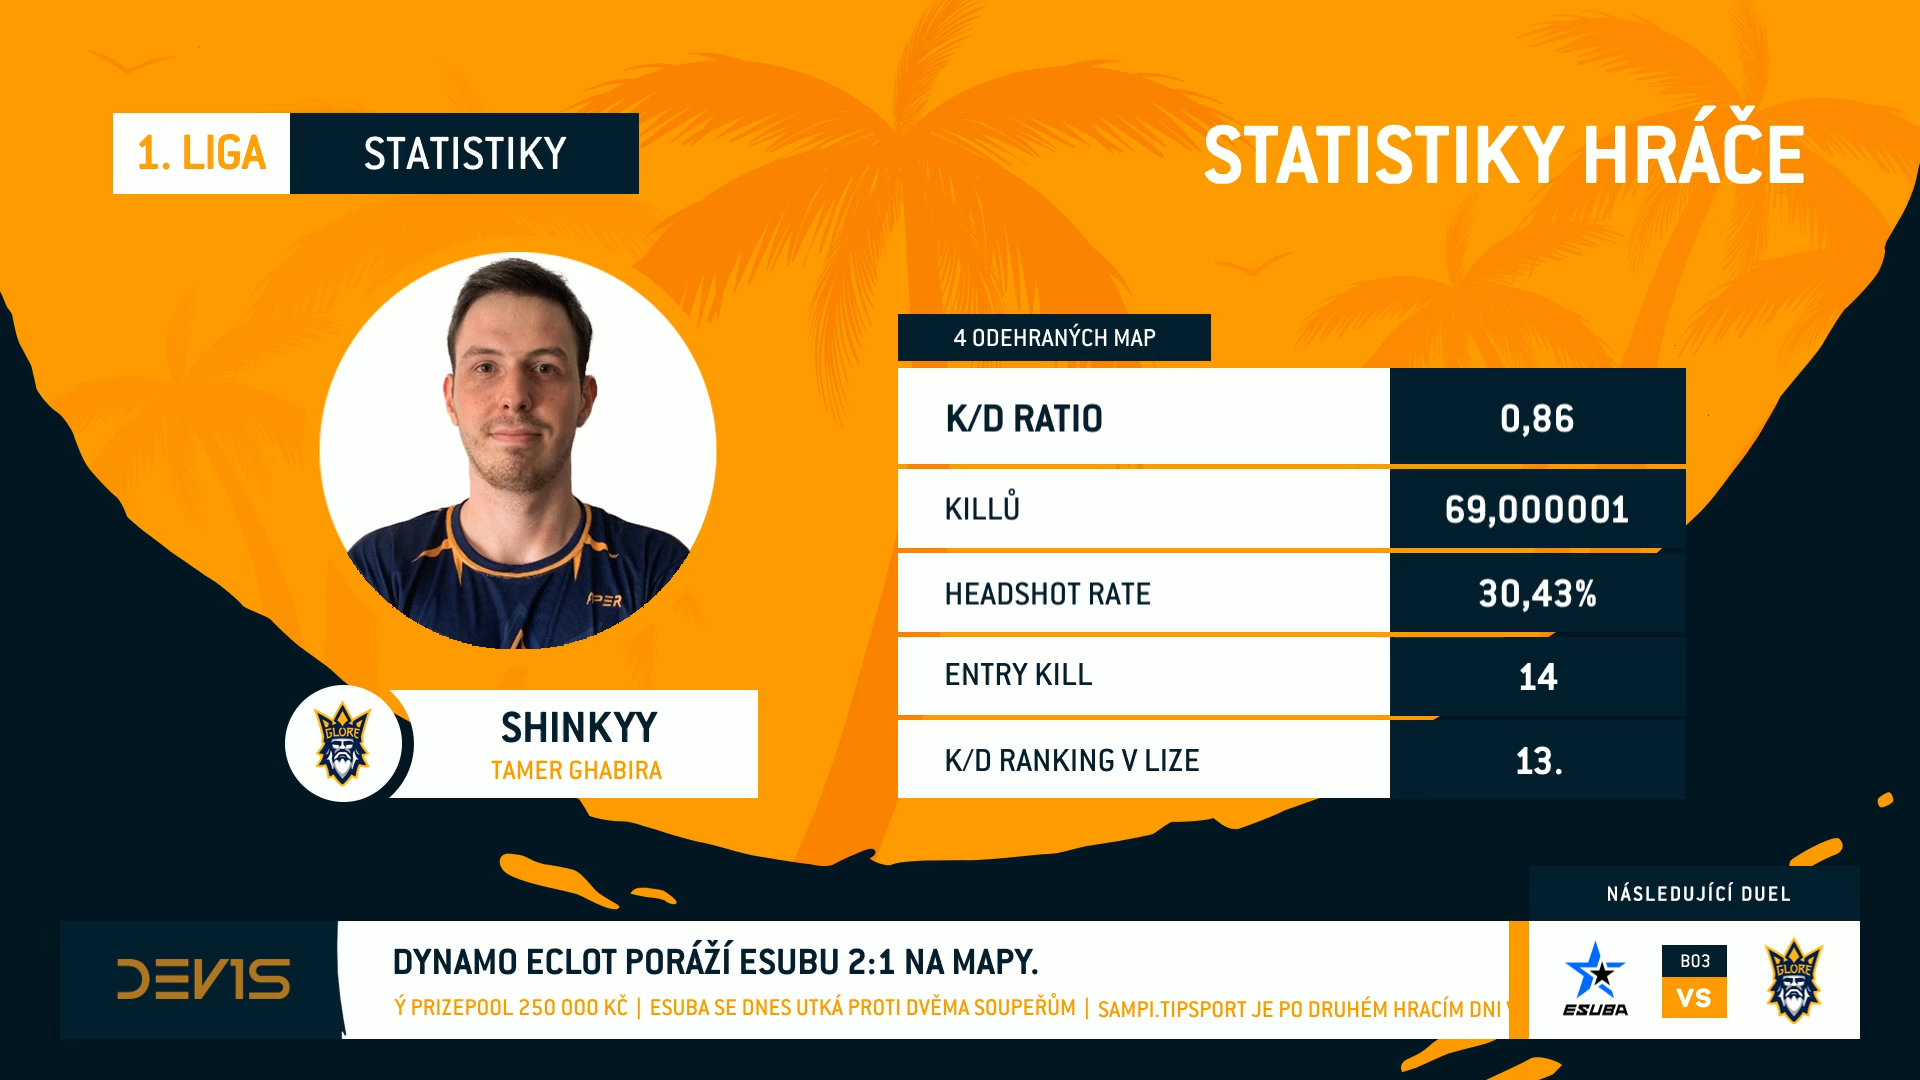 1. LIGA STATISTIKY
STATISTIKY HRÁČE
4 ODEHRANÝCH MAP
K/D RATIO 0,86
KILLŮ 69,000001
HEADSHOT RATE 30,43%
ENTRY KILL 14
K/D RANKING V LIZE 13.
APER
GLORE
SHINKYY
TAMER GHABIRA
NÁSLEDUJÍCÍ DUEL
DEV1S
DYNAMO ECLOT PORÁŽÍ ESUBU 2:1 NA MAPY.
Ý PRIZEPOOL 250 000 KČ | ESUBA SE DNES UTKÁ PROTI DVĚMA SOUPEŘŮM | SAMPI.TIPSPORT JE PO DRUHÉM HRACÍM DNI
ESUBA
BO3
VS
GLORE